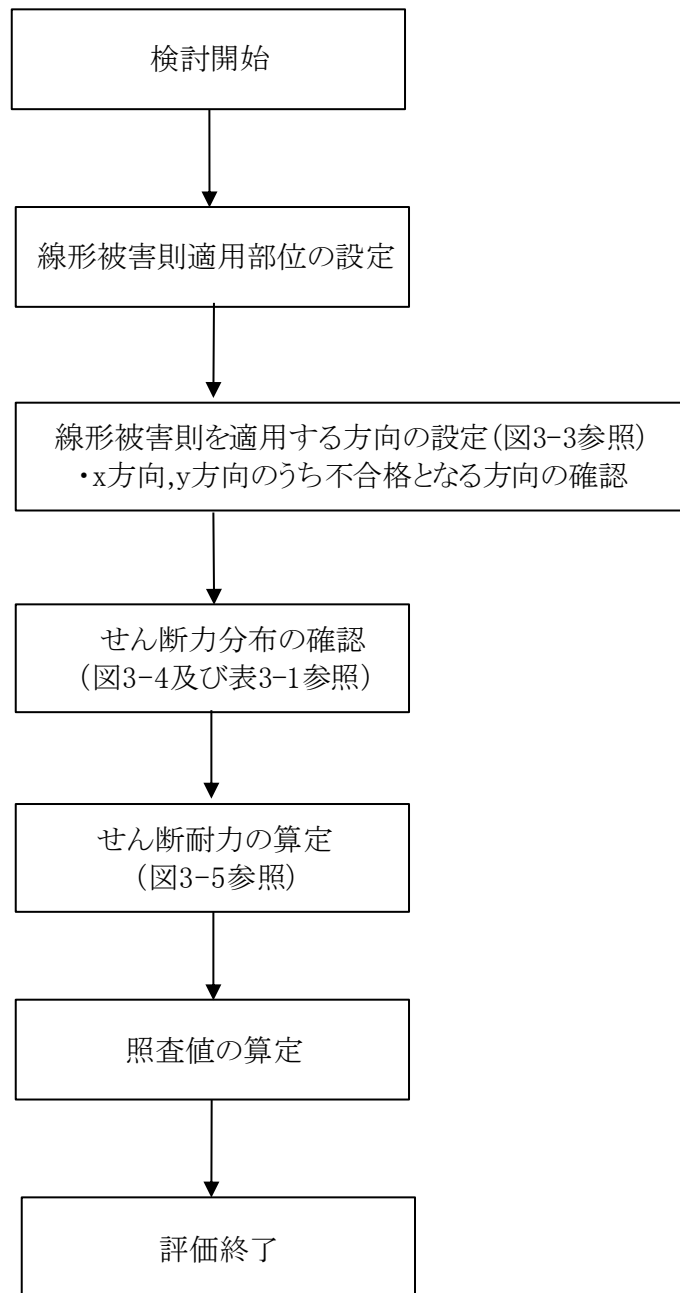 検討開始
線形被害則適用部位の設定
線形被害則を適用する方向の設定(図3-3参照)
・x方向,y方向のうち不合格となる方向の確認
せん断力分布の確認
(図3-4及び表3-1参照)
せん断耐力の算定
(図3-5参照)
照査値の算定
評価終了